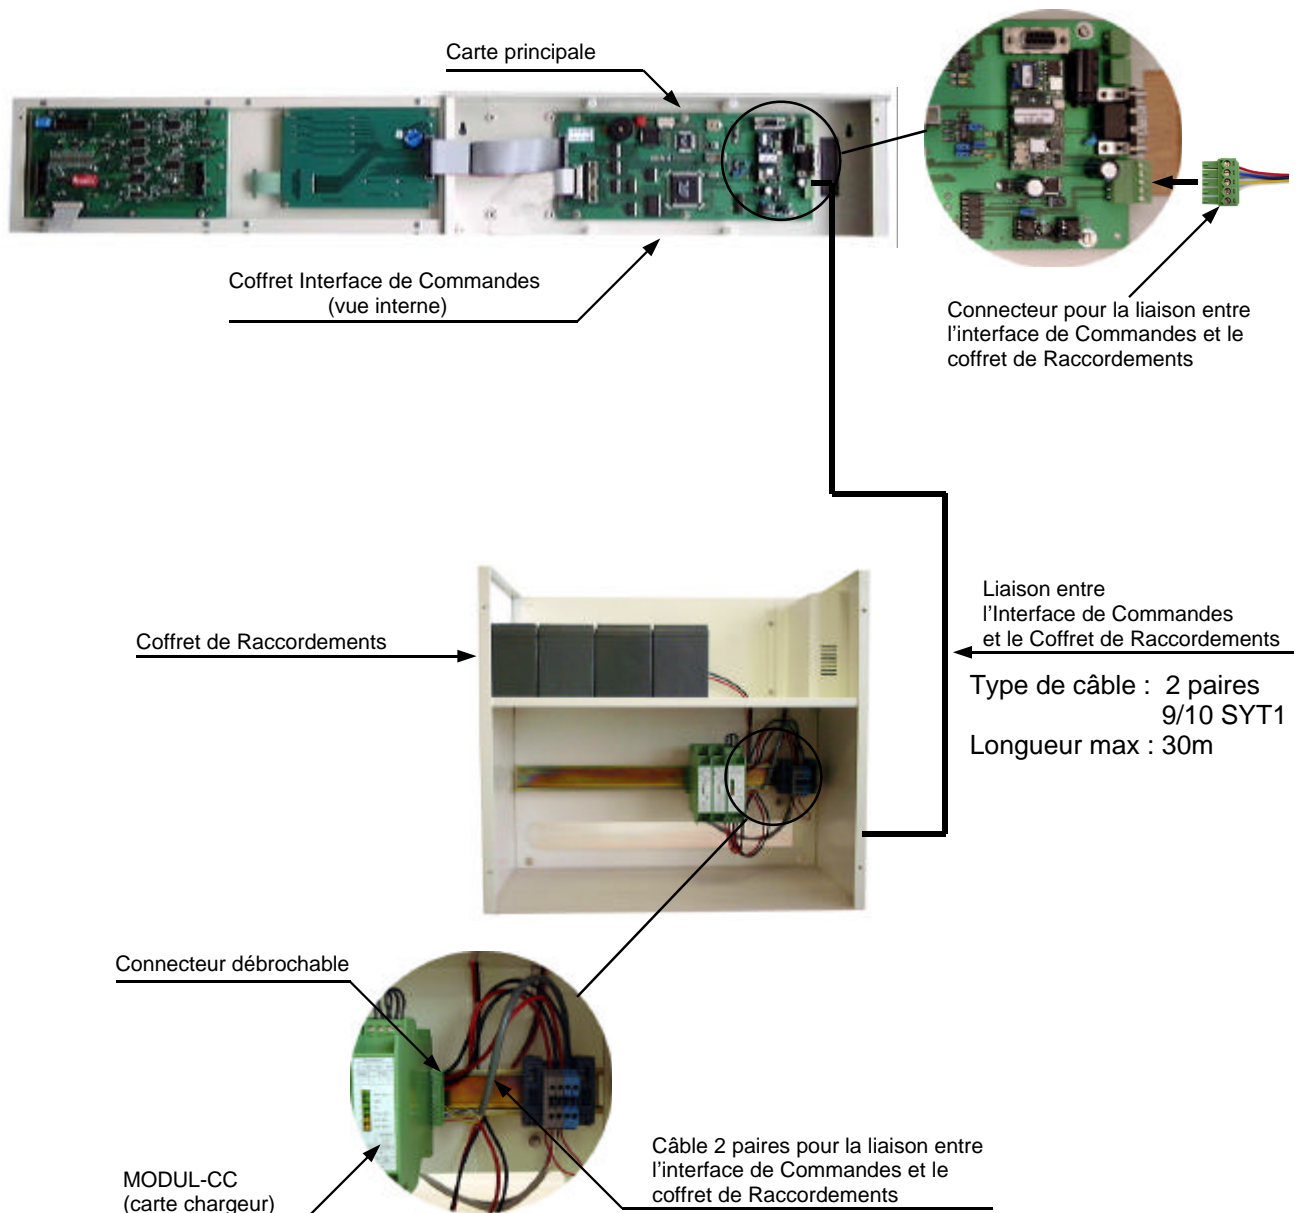 Carte principale
Coffret Interface de Commandes
(vue interne)
Connecteur pour la liaison entre
l'interface de Commandes et le
coffret de Raccordements
Coffret de Raccordements
Liaison entre
l'Interface de Commandes
et le Coffret de Raccordements
Type de câble : 2 paires
9/10 SYT1
Longueur max : 30m
Connecteur débrochable
MODUL-CC
(carte chargeur)
Câble 2 paires pour la liaison entre
l'interface de Commandes et le
coffret de Raccordements